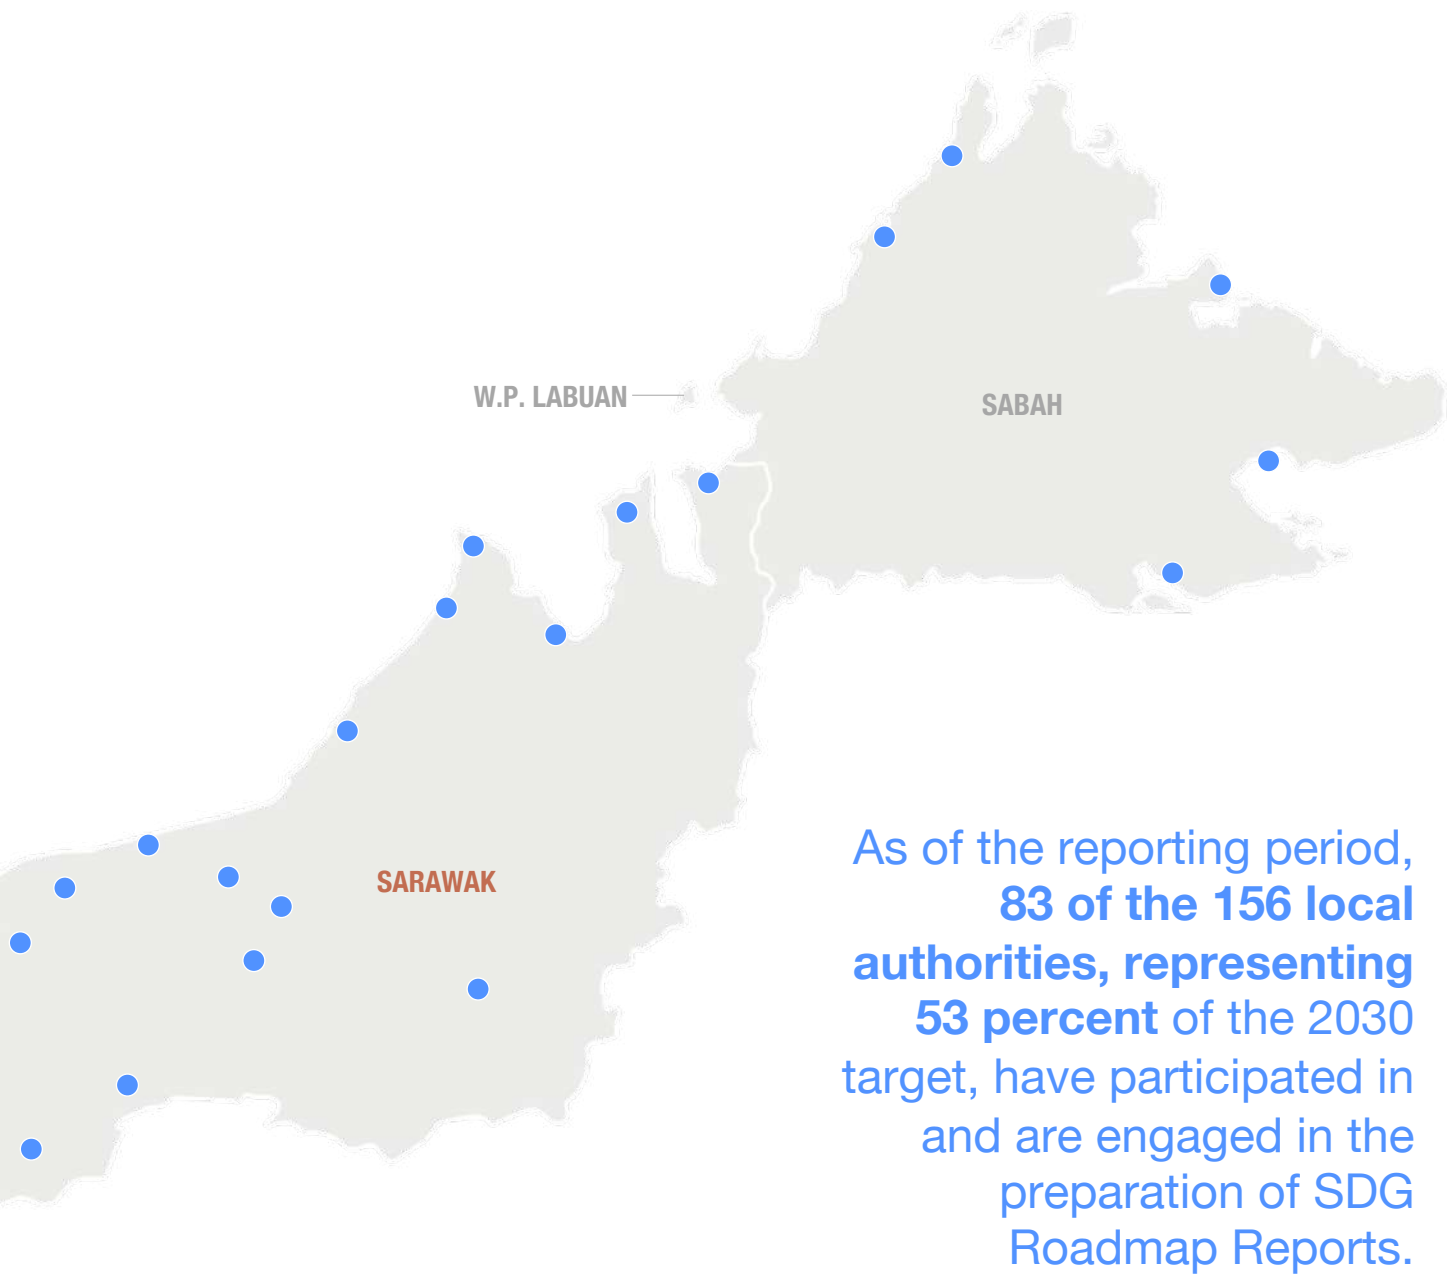 W.P. LABUAN
SABAH
SARAWAK
As of the reporting period,
83 of the 156 local
authorities, representing
53 percent of the 2030
target, have participated in
and are engaged in the
preparation of SDG
Roadmap Reports.